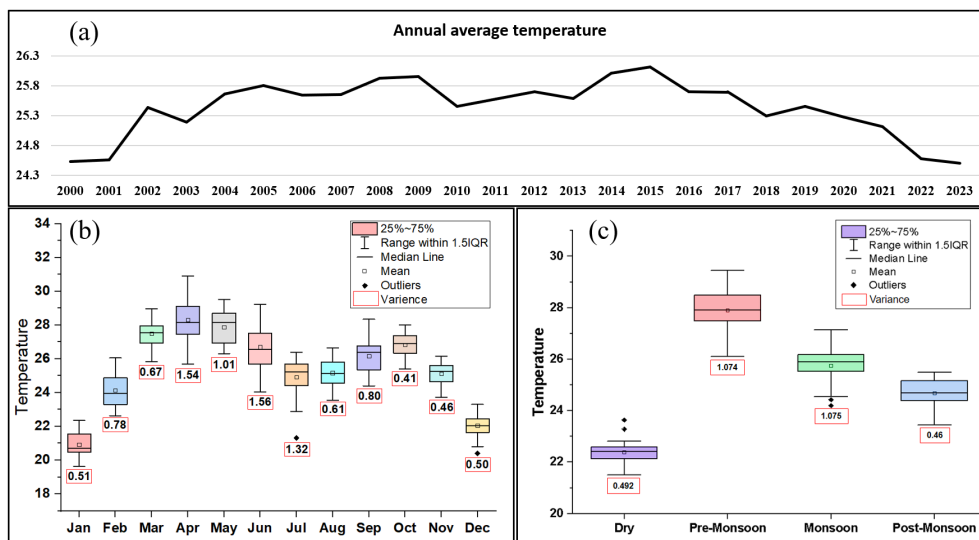 (a)
Annual average temperature
26.3
25.8
25.3
24.8
24.3
2000 2001 2002 2003 2004 2005 2006 2007 2008 2009 2010 2011 2012 2013 2014 2015 2016 2017 2018 2019 2020 2021 2022 2023
(b)
Temperature
34
32
30
28
26
24
22
20
18
25%~75%
Range within 1.5IQR
Median Line
Mean
Outliers
Varience
0.51
0.78
0.67
1.54
1.01
1.56
1.32
0.61
0.80
0.41
0.46
0.50
Jan Feb Mar Apr May Jun Jul Aug Sep Oct Nov Dec
(c)
Temperature
30
28
26
24
22
20
25%~75%
Range within 1.5IQR
Median Line
Mean
Outliers
Variance
0.492
1.074
1.075
0.46
Dry Pre-Monsoon Monsoon Post-Monsoon